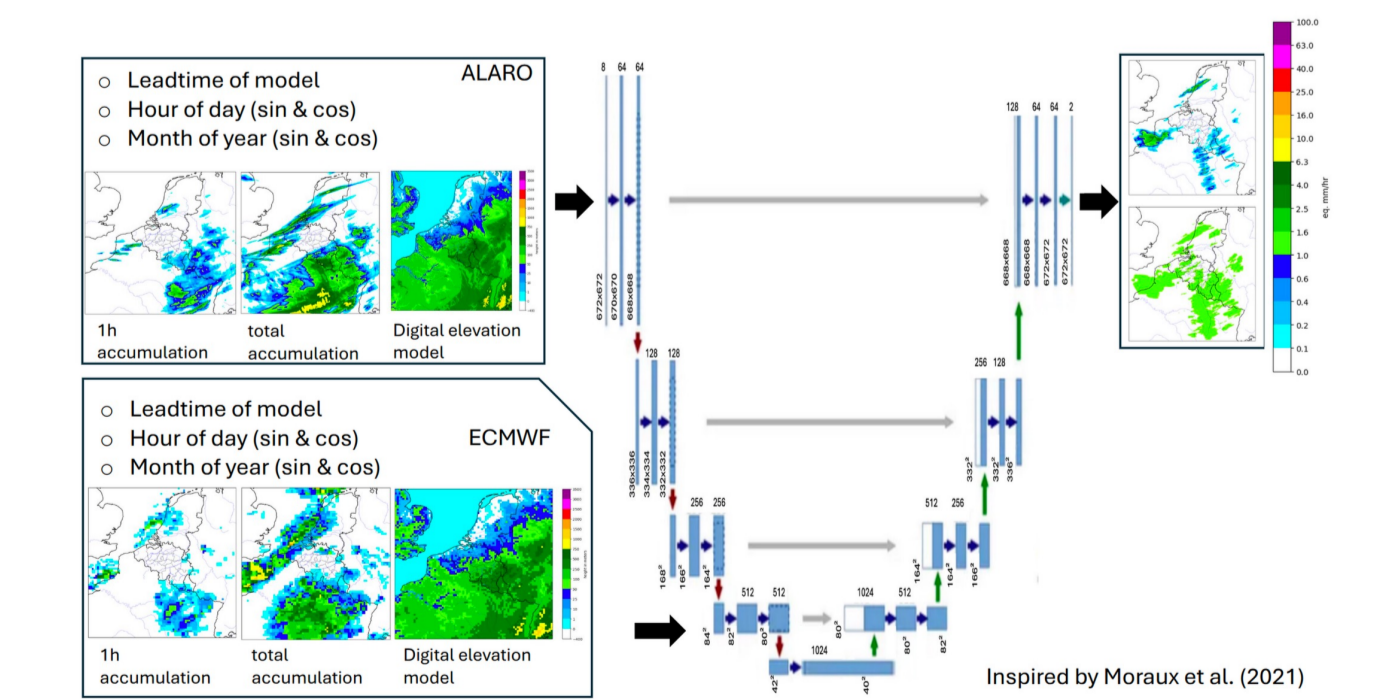 Leadtime of model
ALARO
Hour of day (sin & cos)
Month of year (sin & cos)
1h
accumulation
total
accumulation
Digital elevation
model
Leadtime of model
Hour of day (sin & cos)
ECMWF
Month of year (sin & cos)
1h
accumulation
total
accumulation
Digital elevation
model
8 64 64
672x672
670x670
668x668
128 128
336x336
334x334
332x332
256 256
168²
166²
164²
512 512
84²
82²
80²
42²
1024
40²
1024 512
80²
80²
82²
512 256
164²
164²
166²
256 128
332²
332²
336²
128 64 64 2
668x668
668x668
672x672
672x672
100.0
63.0
40.0
25.0
16.0
10.0
6.3
4.0
2.5
1.6
1.0
0.6
0.4
0.2
0.1
0.0
eq. mm/hr
Inspired by Moraux et al. (2021)